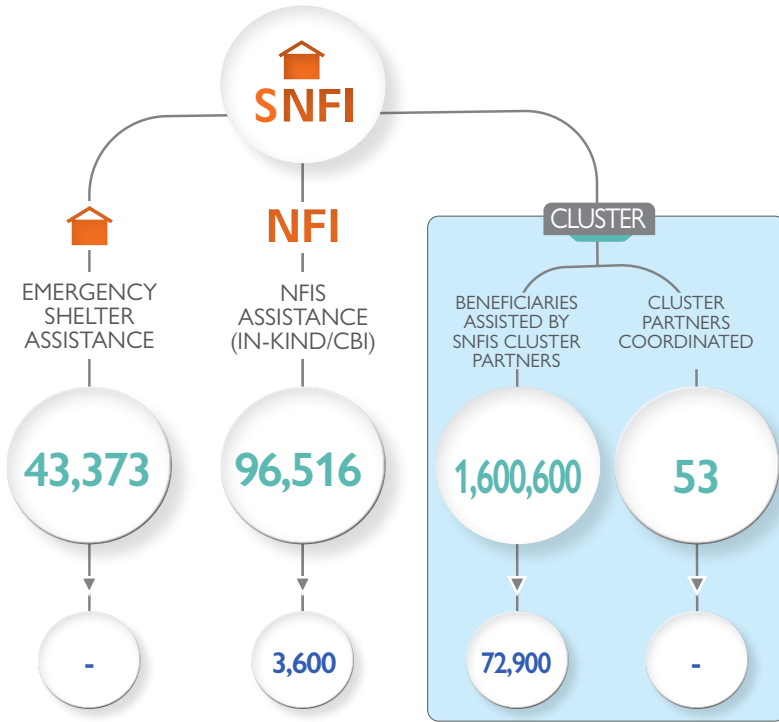 SNFI
NFI
CLUSTER
EMERGENCY
SHELTER
ASSISTANCE
NFIS
ASSISTANCE
(IN-KIND/CBI)
BENEFICIARIES
ASSISTED BY
SNFIS CLUSTER
PARTNERS
CLUSTER
PARTNERS
COORDINATED
43,373
96,516
1,600,600
53
-
3,600
72,900
-